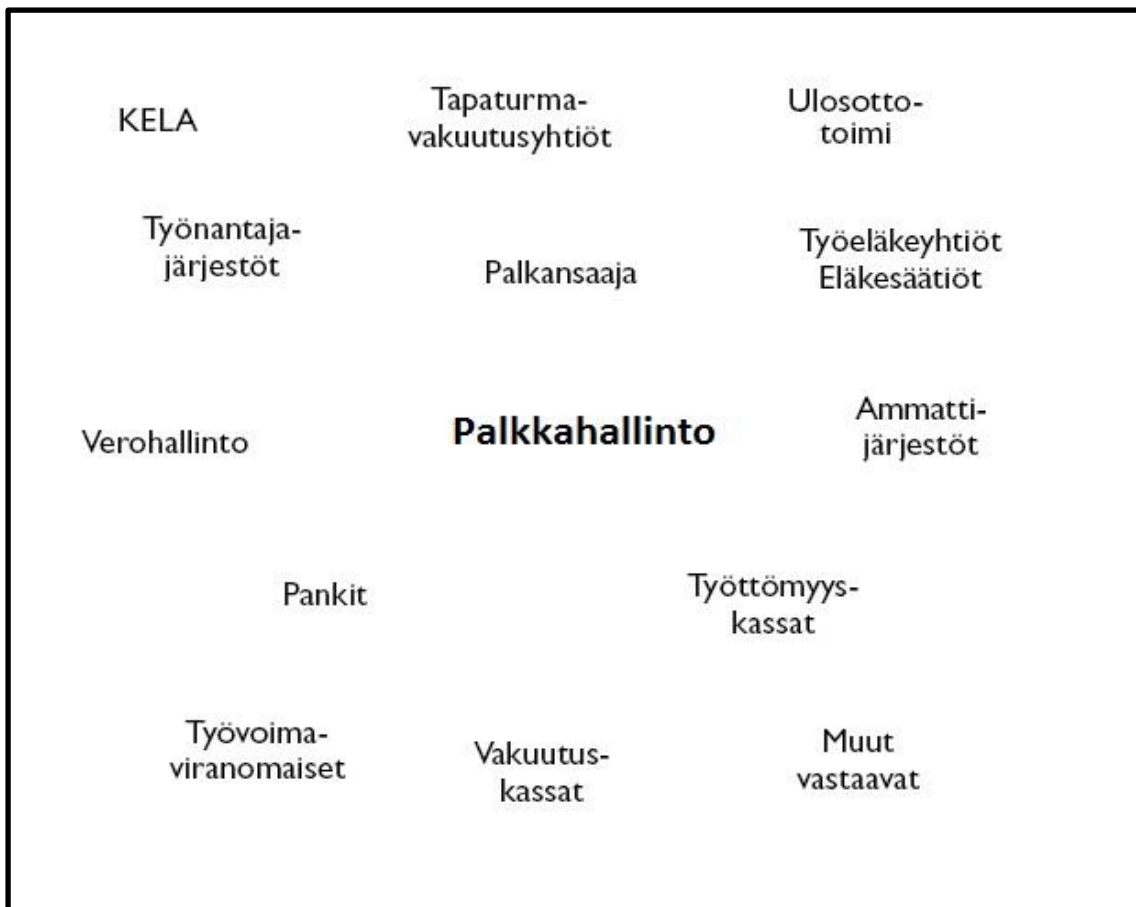 KELA
Tapaturma-
vakuutusyhtiöt
Ulosotto-
toimi
Työnantaja-
järjestöt
Palkansaaja
Työeläkeyhtiöt
Eläkesäätiöt
Verohallinto
Palkkahallinto
Ammatti-
järjestöt
Pankit
Työttömyys-
kassat
Työvoima-
viranomaiset
Vakuutus-
kassat
Muut
vastaavat